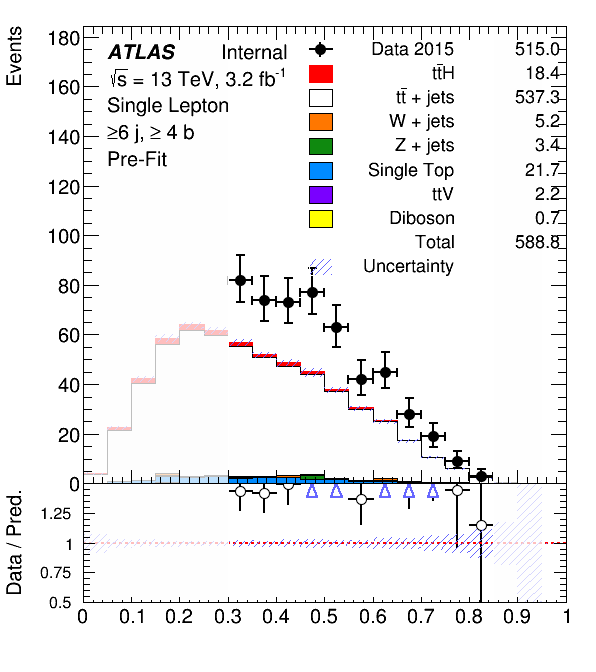 Events
180
160
140
120
100
80
60
40
20
0
ATLAS Internal
√s = 13 TeV, 3.2 fb-1
Single Lepton
≥6 j, ≥ 4 b
Pre-Fit
Data 2015 515.0
tt̄H 18.4
tt̄ + jets 537.3
W + jets 5.2
Z + jets 3.4
Single Top 21.7
ttV 2.2
Diboson 0.7
Total 588.8
Uncertainty
Data / Pred.
1.25
1
0.75
0.5
0 0.1 0.2 0.3 0.4 0.5 0.6 0.7 0.8 0.9 1